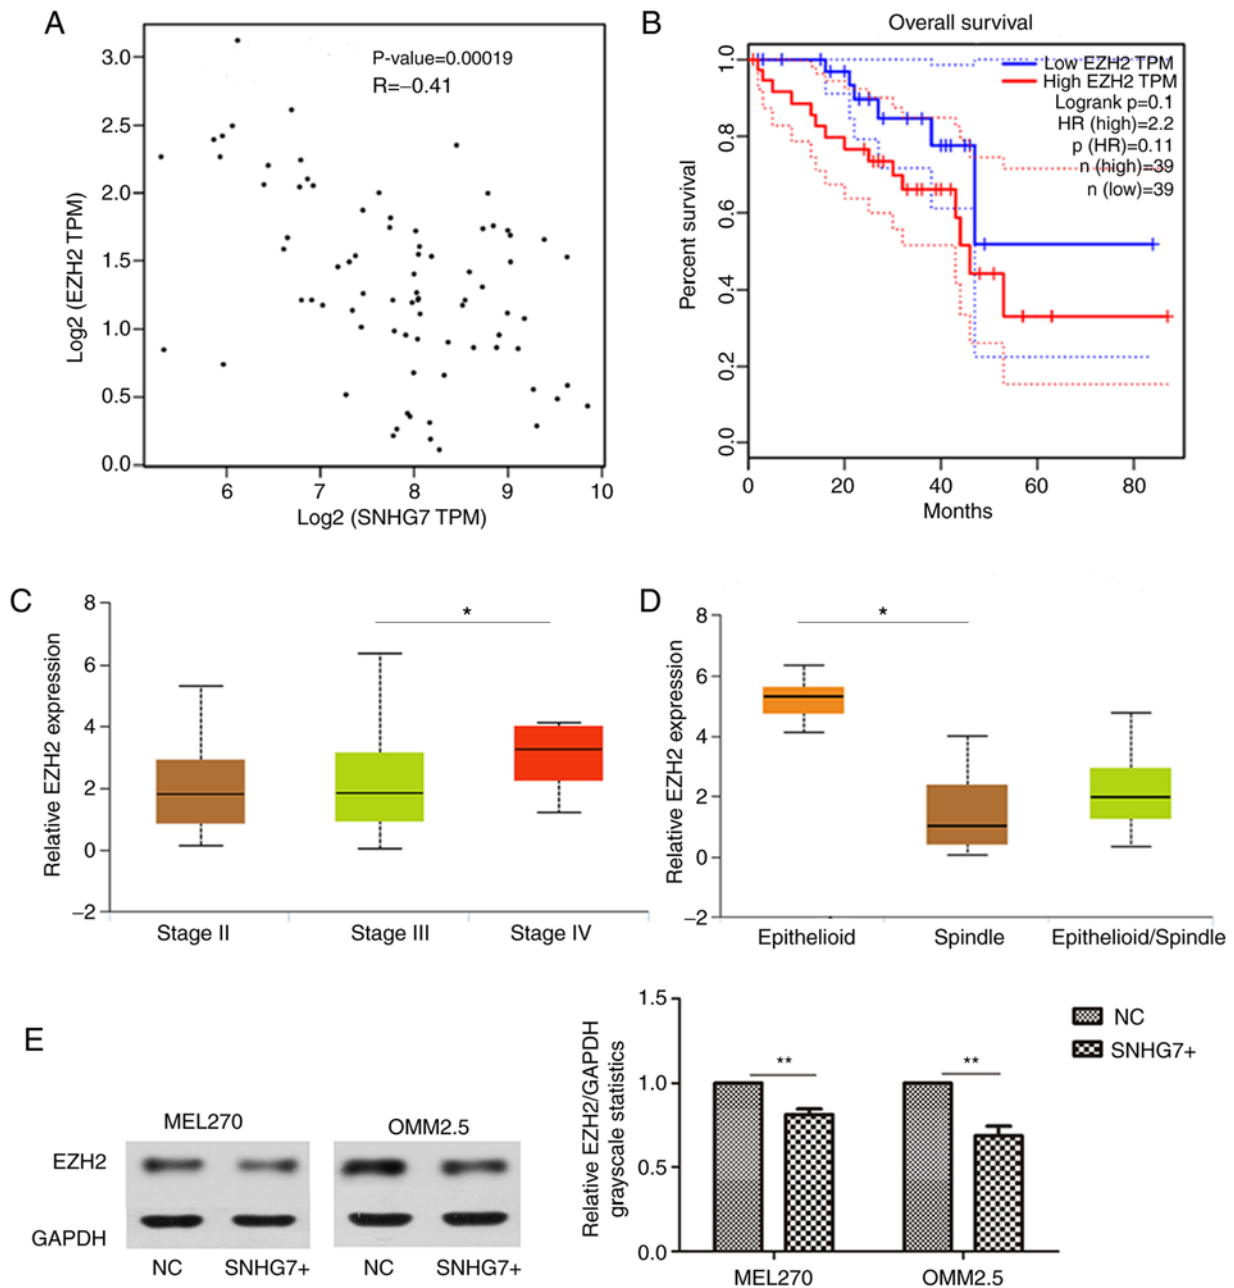 A
3.0
2.5
2.0
1.5
1.0
0.5
0.0
Log2 (EZH2 TPM)
P-value=0.00019
R=−0.41
6 7 8 9 10
Log2 (SNHG7 TPM)
B
Overall survival
Low EZH2 TPM
High EZH2 TPM
Logrank p=0.1
HR (high)=2.2
p (HR)=0.11
n (high)=39
n (low)=39
Percent survival
1.0
0.8
0.6
0.4
0.2
0.0
0 20 40 60 80
Months
C
Relative EZH2 expression
8
6
4
2
0
−2
*
Stage II Stage III Stage IV
D
Relative EZH2 expression
8
6
4
2
0
−2
*
Epithelioid Spindle Epithelioid/Spindle
E
MEL270 OMM2.5
EZH2
GAPDH
NC SNHG7+ NC SNHG7+
Relative EZH2/GAPDH
grayscale statistics
1.5
1.0
0.5
0.0
** **
NC
SNHG7+
MEL270 OMM2.5